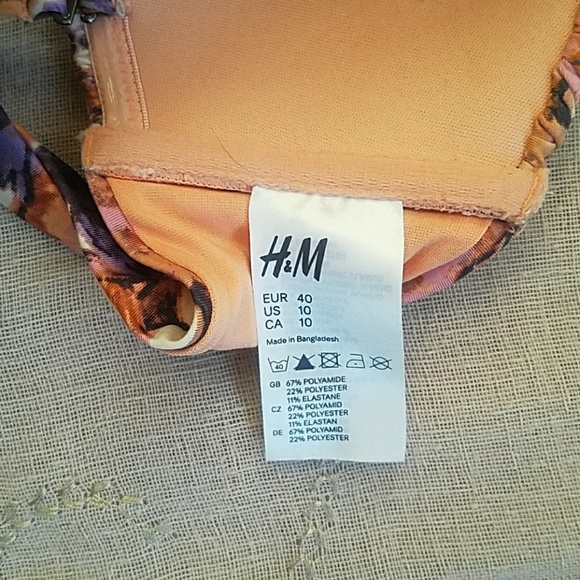 H&M
EUR 40
US 10
CA 10
Made in Bangladesh
40
GB 67% POLYAMIDE
22% POLYESTER
11% ELASTANE
CZ 67% POLYAMID
22% POLYESTER
11% ELASTAN
DE 67% POLYAMID
22% POLYESTER